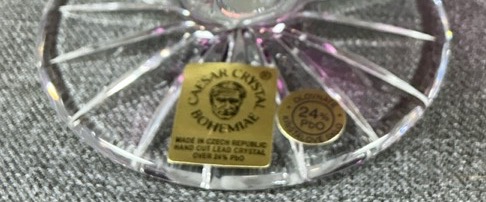 CAESAR CRYSTAL
®
BOHEMIAE
MADE IN CZECH REPUBLIC
HAND CUT LEAD CRYSTAL
OVER 24% PbO
24%
PbO